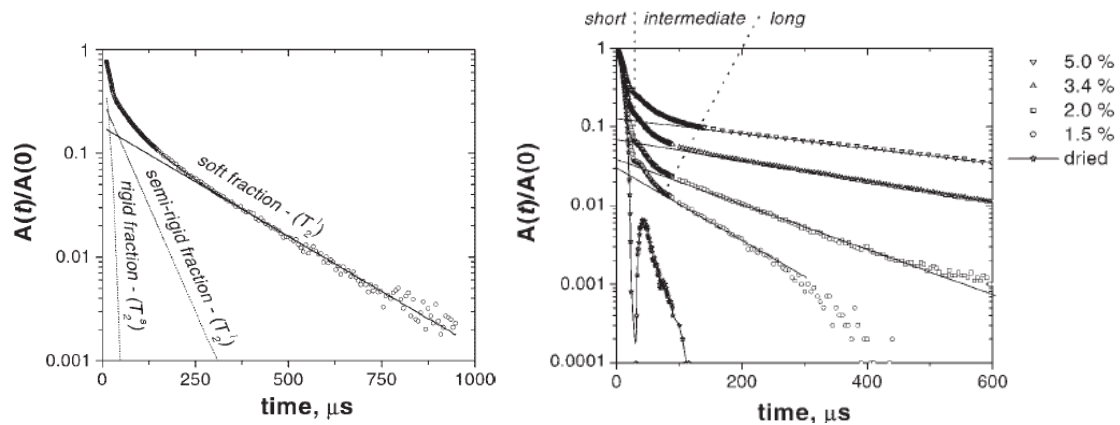 A(t)/A(0)
1
0.1
0.01
0.001
0
250
500
750
1000
time, μs
soft fraction - (T₂ˡ)
semi-rigid fraction - (T₂ⁱ)
rigid fraction - (T₂ˢ)
short
intermediate
long
A(t)/A(0)
1
0.1
0.01
0.001
0.0001
0
200
400
600
time, μs
5.0 %
3.4 %
2.0 %
1.5 %
dried